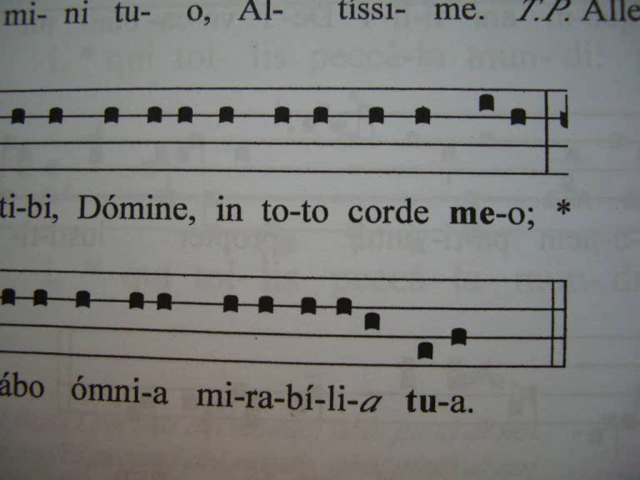 mi- ni tu- o, Al- tissi- me. T.P. Alle
ti-bi, Dómine, in to-to corde me-o; *
ábo ómni-a mi-ra-bí-li-a tu-a.